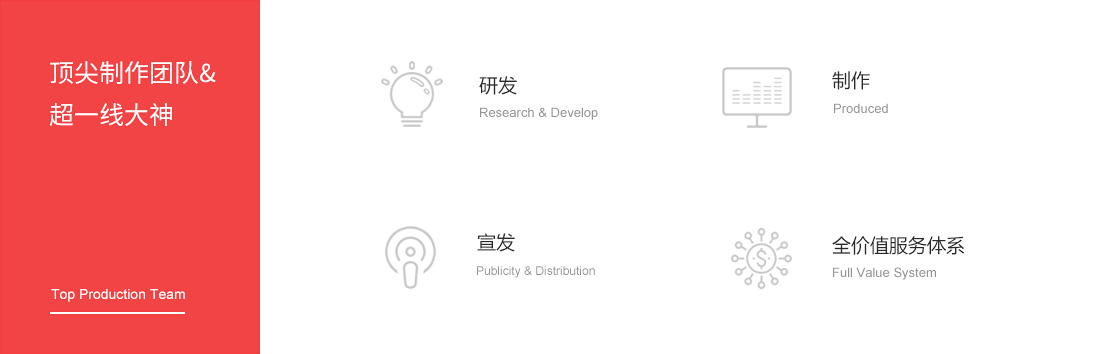 顶尖制作团队&
超一线大神
Top Production Team
研发
Research & Develop
制作
Produced
宣发
Publicity & Distribution
全价值服务体系
Full Value System